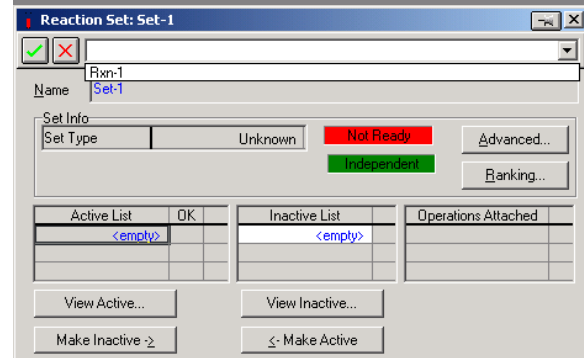 Reaction Set: Set-1
Rxn-1
Name Set-1
Set Info
Set Type Unknown Not Ready Advanced...
Independent
Ranking...
Active List OK Inactive List Operations Attached
<empty> <empty>
View Active... View Inactive...
Make Inactive -> <- Make Active